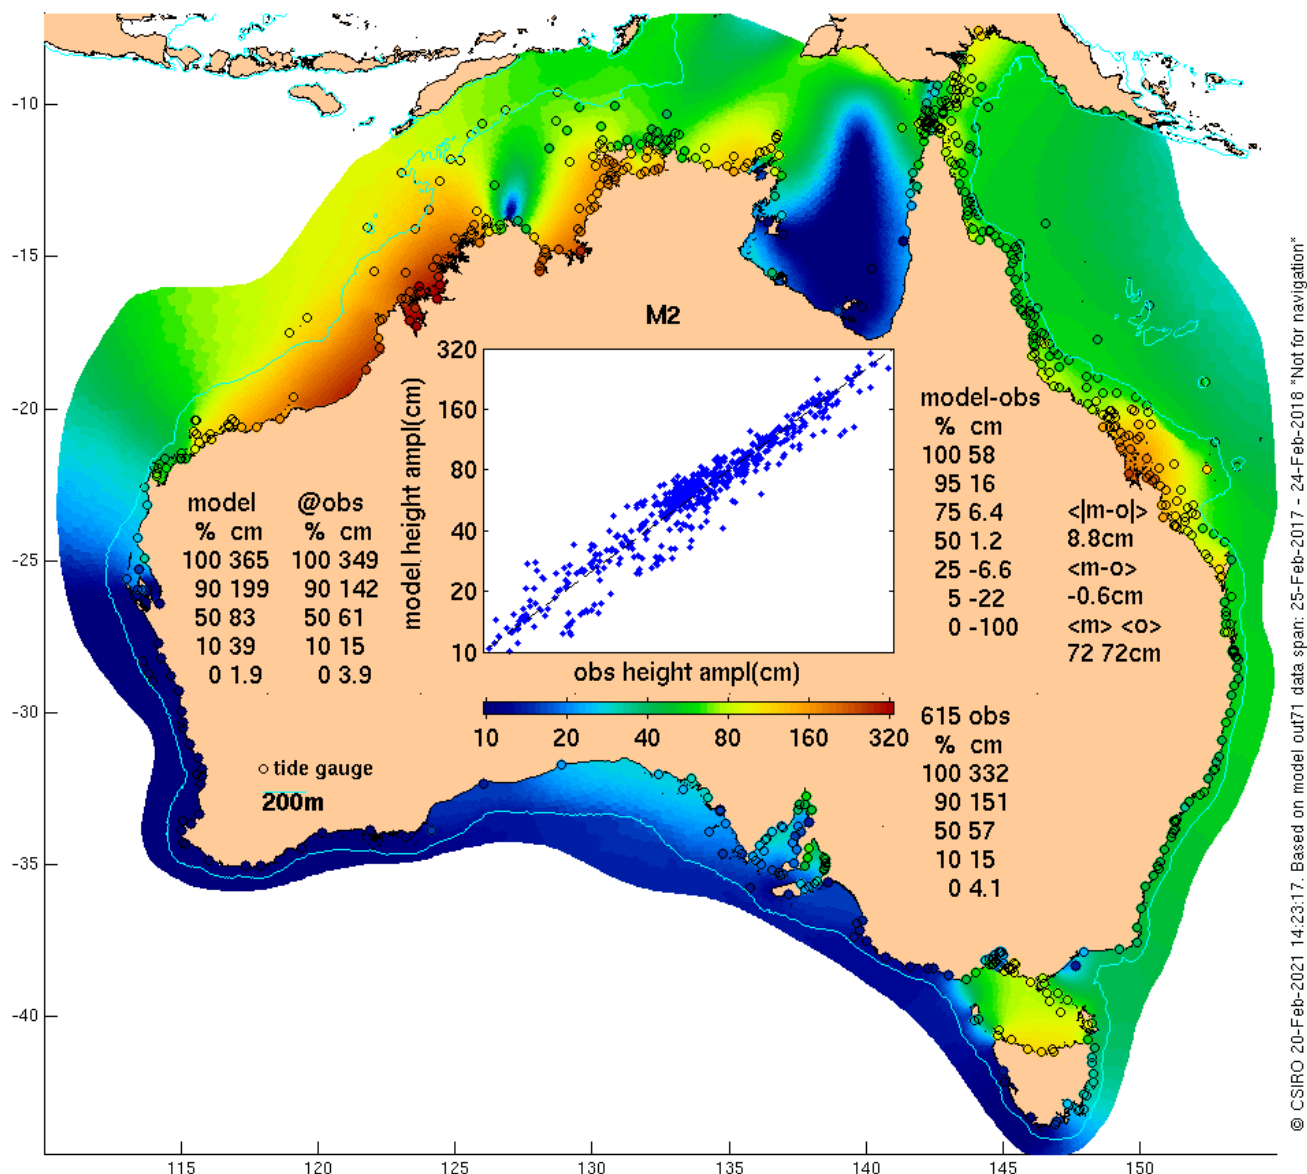 -10
-15
-20
-25
-30
-35
-40
115 120 125 130 135 140 145 150
M2
320
160
80
40
20
10
model height ampl(cm)
obs height ampl(cm)
10 20 40 80 160 320
model @obs
% cm % cm
100 365 100 349
90 199 90 142
50 83 50 61
10 39 10 15
0 1.9 0 3.9
tide gauge
200m
model-obs
% cm
100 58
95 16
75 6.4
50 1.2
25 -6.6
5 -22
0 -100
<|m-o|>
8.8cm
<m-o>
-0.6cm
<m> <o>
72 72cm
615 obs
% cm
100 332
90 151
50 57
10 15
0 4.1
© CSIRO 20-Feb-2021 14:23:17. Based on model out71 data span: 25-Feb-2017 - 24-Feb-2018 "Not for navigation"